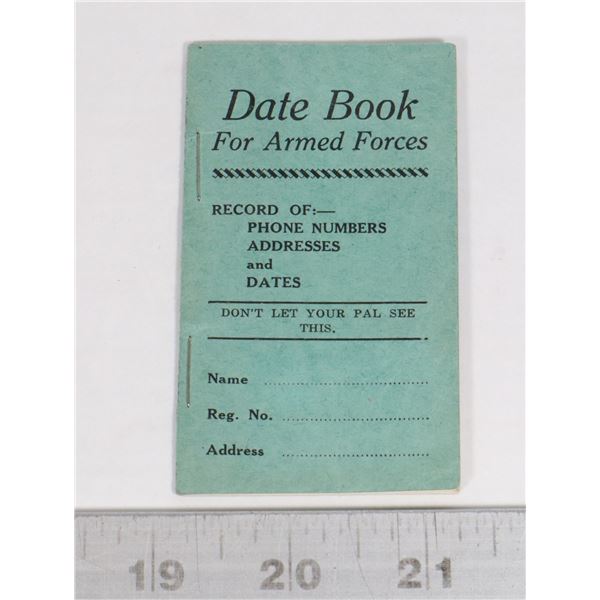 Date Book
For Armed Forces
RECORD OF:—
PHONE NUMBERS
ADDRESSES
and
DATES
DON'T LET YOUR PAL SEE
THIS.
Name ........................................
Reg. No. ....................................
Address ....................................
19 20 21